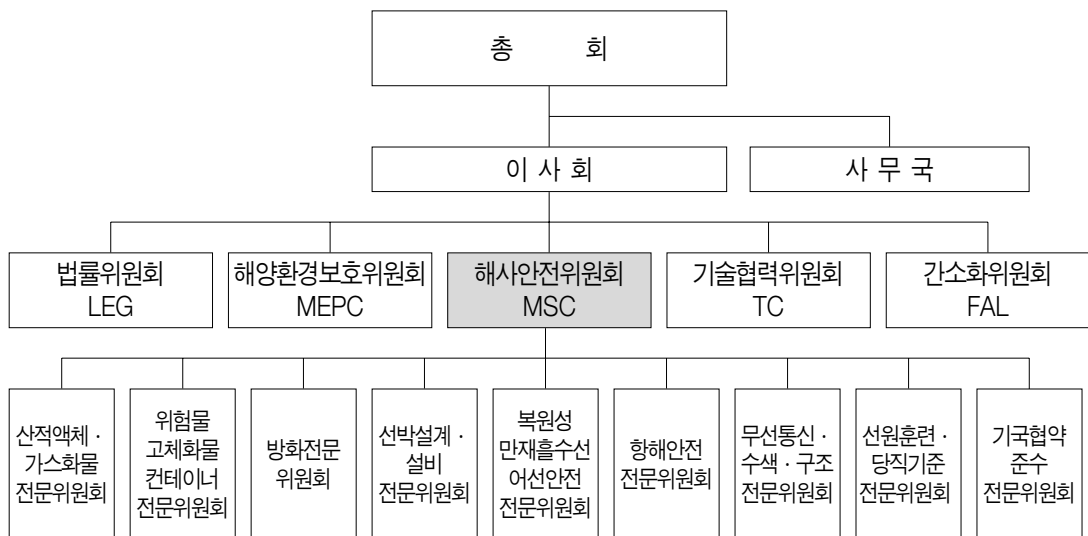 총 회
이 사 회
사 무 국
법률위원회
LEG
해양환경보호위원회
MEPC
해사안전위원회
MSC
기술협력위원회
TC
간소화위원회
FAL
산적액체 ·
가스화물
전문위원회
위험물
고체화물
컨테이너
전문위원회
방화전문
위원회
선박설계 ·
설비
전문위원회
복원성
만재흘수선
어선안전
전문위원회
항해안전
전문위원회
무선통신 ·
수색 · 구조
전문위원회
선원훈련 ·
당직기준
전문위원회
기국협약
준수
전문위원회